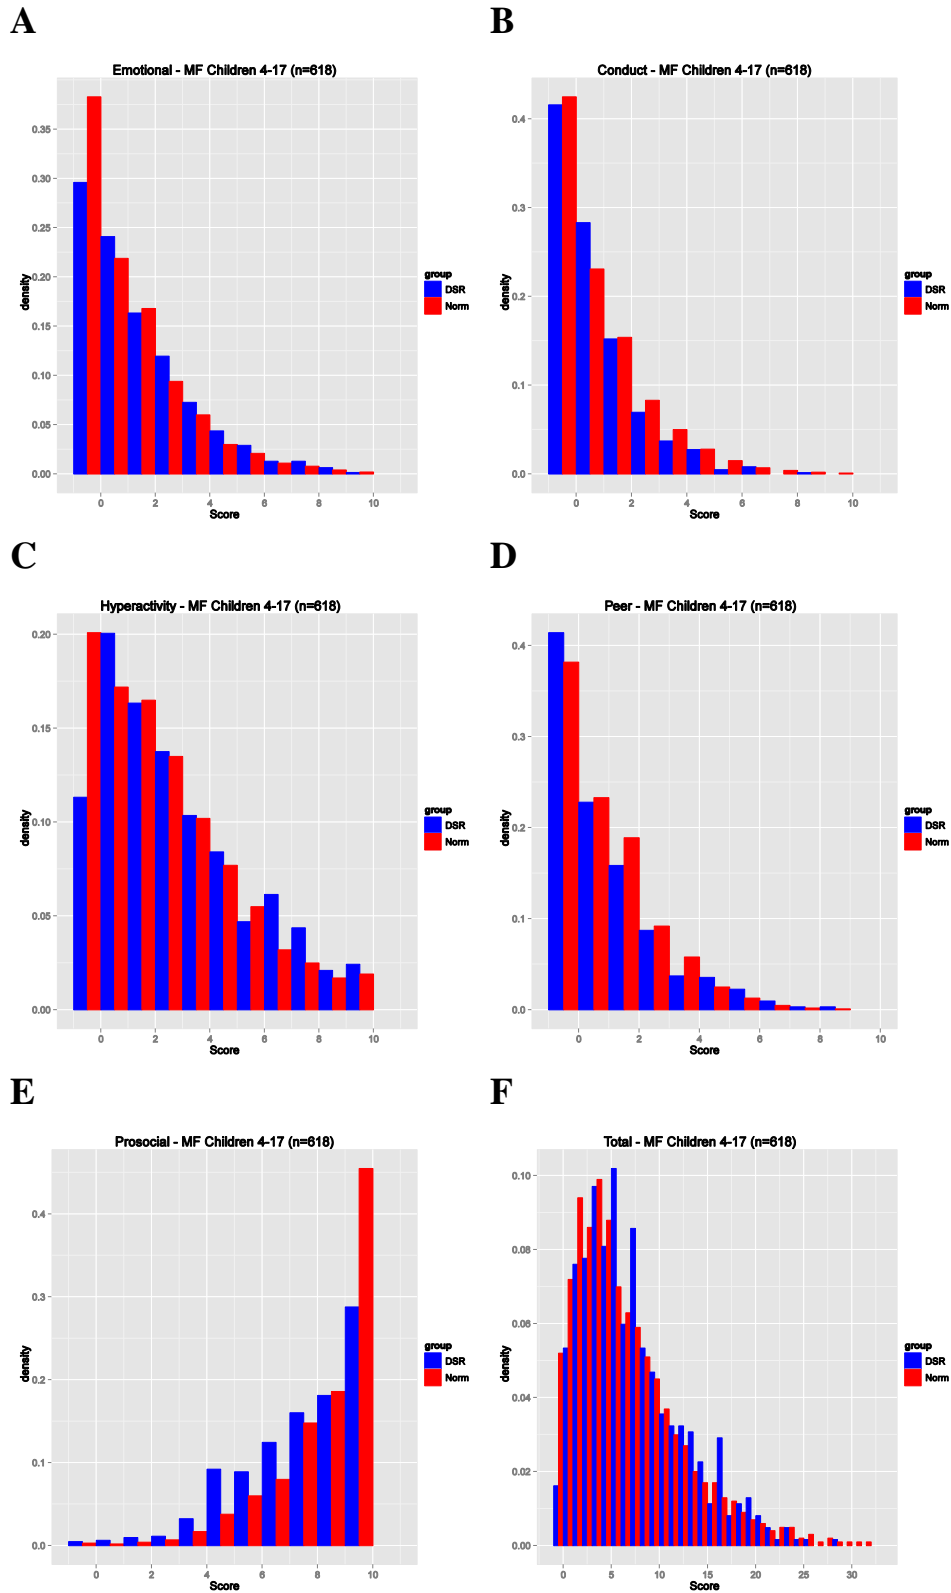 A
Emotional - MF Children 4-17 (n=618)
0.35
0.30
0.25
0.20
0.15
0.10
0.05
0.00
density
0 2 4 6 8 10
Score
group
DSR
Norm
B
Conduct - MF Children 4-17 (n=618)
0.4
0.3
0.2
0.1
0.0
density
0 2 4 6 8 10
Score
group
DSR
Norm
C
Hyperactivity - MF Children 4-17 (n=618)
0.20
0.15
0.10
0.05
0.00
density
0 2 4 6 8 10
Score
group
DSR
Norm
D
Peer - MF Children 4-17 (n=618)
0.4
0.3
0.2
0.1
0.0
density
0 2 4 6 8 10
Score
group
DSR
Norm
E
Prosocial - MF Children 4-17 (n=618)
0.4
0.3
0.2
0.1
0.0
density
0 2 4 6 8 10
Score
group
DSR
Norm
F
Total - MF Children 4-17 (n=618)
0.10
0.08
0.06
0.04
0.02
0.00
density
0 5 10 15 20 25 30
Score
group
DSR
Norm